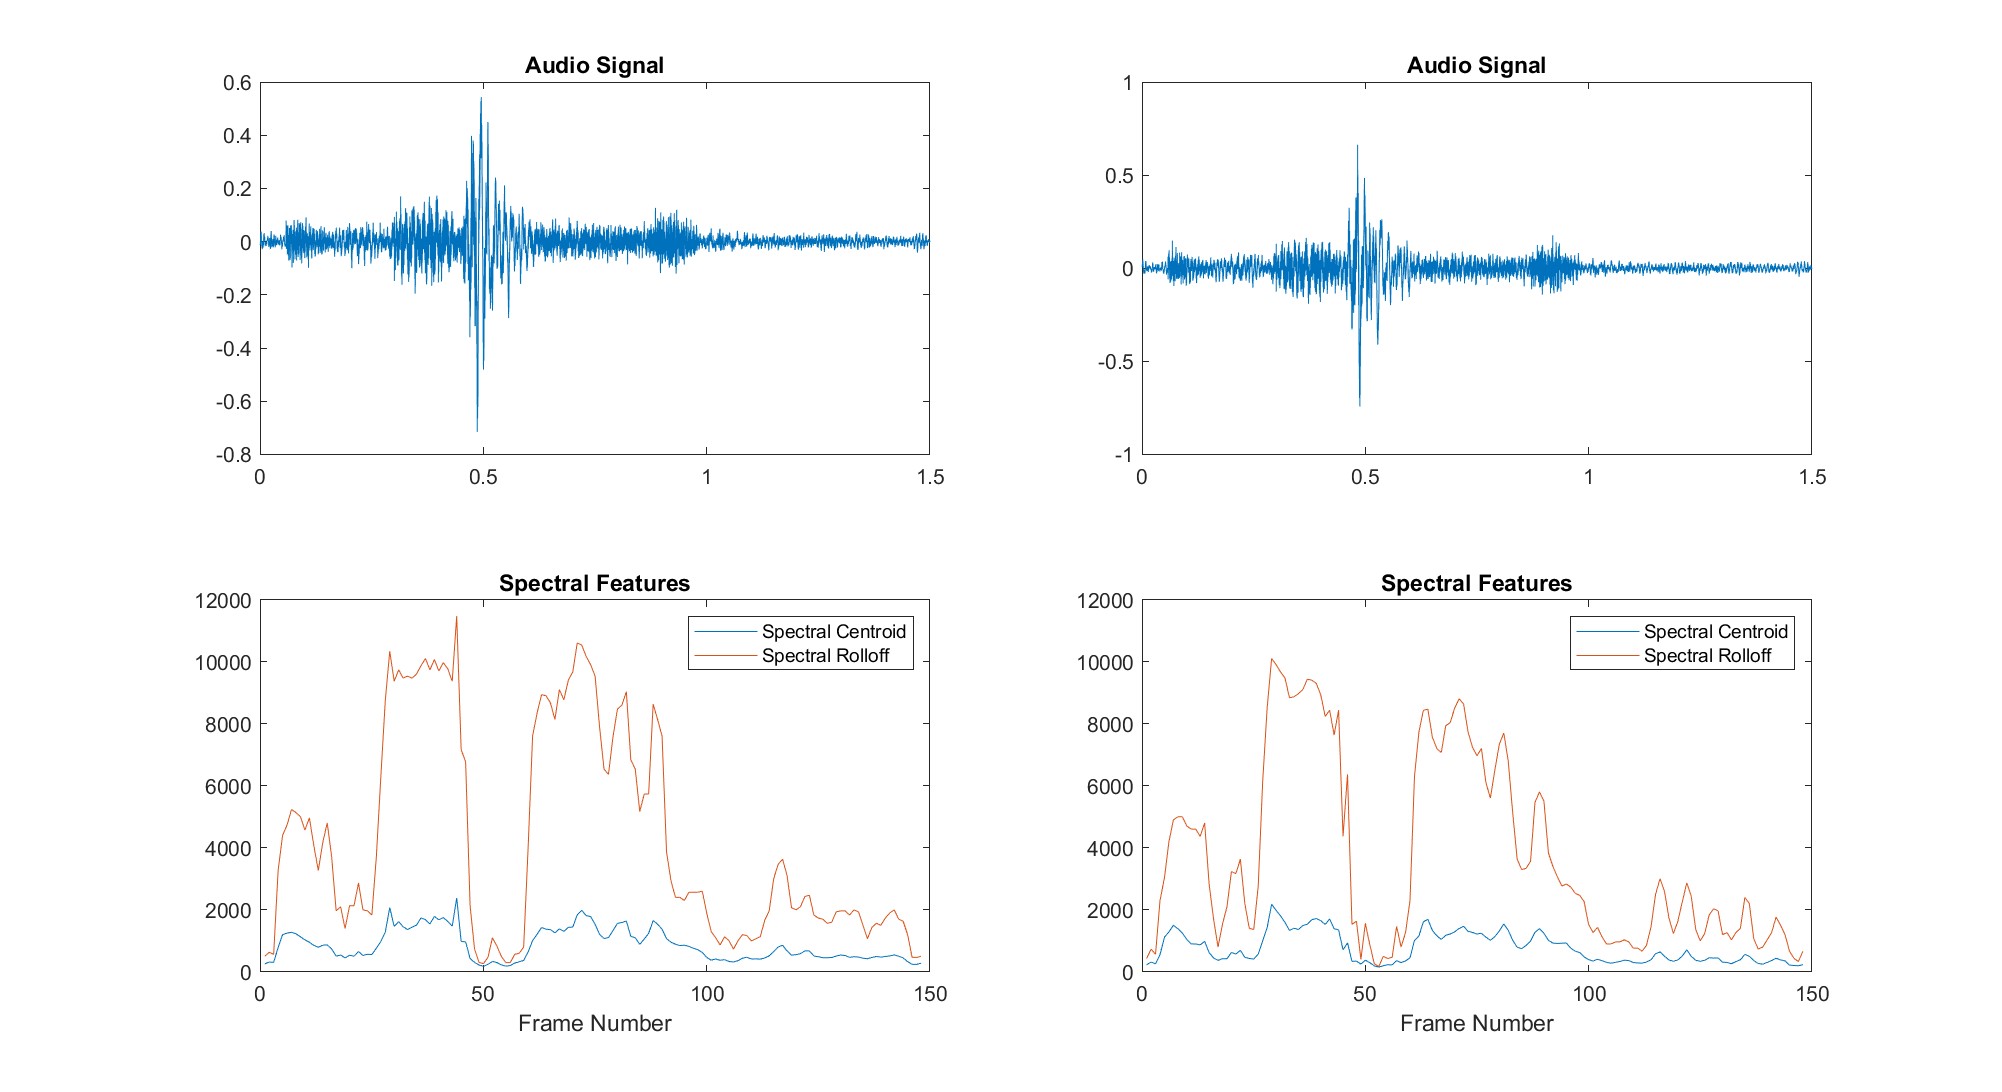 Audio Signal
0.6
0.4
0.2
0
-0.2
-0.4
-0.6
-0.8
0 0.5 1 1.5
Audio Signal
1
0.5
0
-0.5
-1
0 0.5 1 1.5
Spectral Features
12000
10000
8000
6000
4000
2000
0
Spectral Centroid
Spectral Rolloff
0 50 100 150
Frame Number
Spectral Features
12000
10000
8000
6000
4000
2000
0
Spectral Centroid
Spectral Rolloff
0 50 100 150
Frame Number